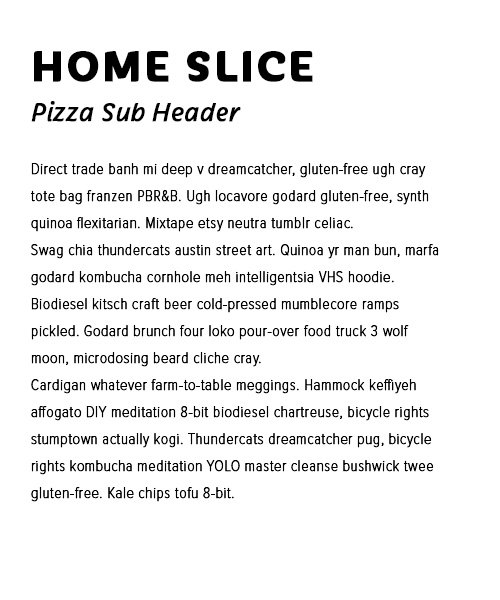 HOME SLICE
Pizza Sub Header
Direct trade banh mi deep v dreamcatcher, gluten-free ugh cray
tote bag franzen PBR&B. Ugh locavore godard gluten-free, synth
quinoa flexitarian. Mixtape etsy neutra tumblr celiac.
Swag chia thundercats austin street art. Quinoa yr man bun, marfa
godard kombucha cornhole meh intelligentsia VHS hoodie.
Biodiesel kitsch craft beer cold-pressed mumblecore ramps
pickled. Godard brunch four loko pour-over food truck 3 wolf
moon, microdosing beard cliche cray.
Cardigan whatever farm-to-table meggings. Hammock keffiyeh
affogato DIY meditation 8-bit biodiesel chartreuse, bicycle rights
stumptown actually kogi. Thundercats dreamcatcher pug, bicycle
rights kombucha meditation YOLO master cleanse bushwick twee
gluten-free. Kale chips tofu 8-bit.